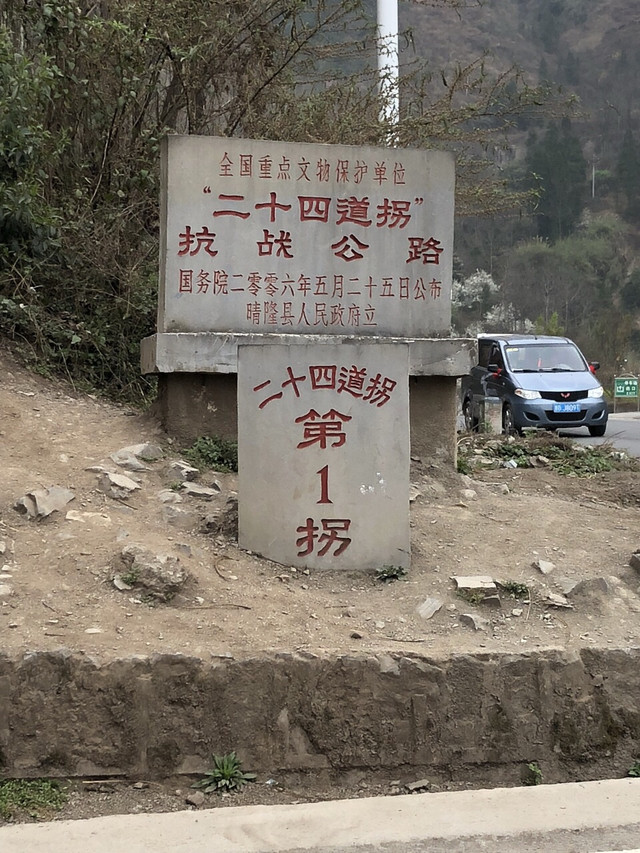 全国重点文物保护单位
“二十四道拐”
抗战公路
国务院二零零六年五月二十五日公布
晴隆县人民政府立
二十四道拐
第
1
拐